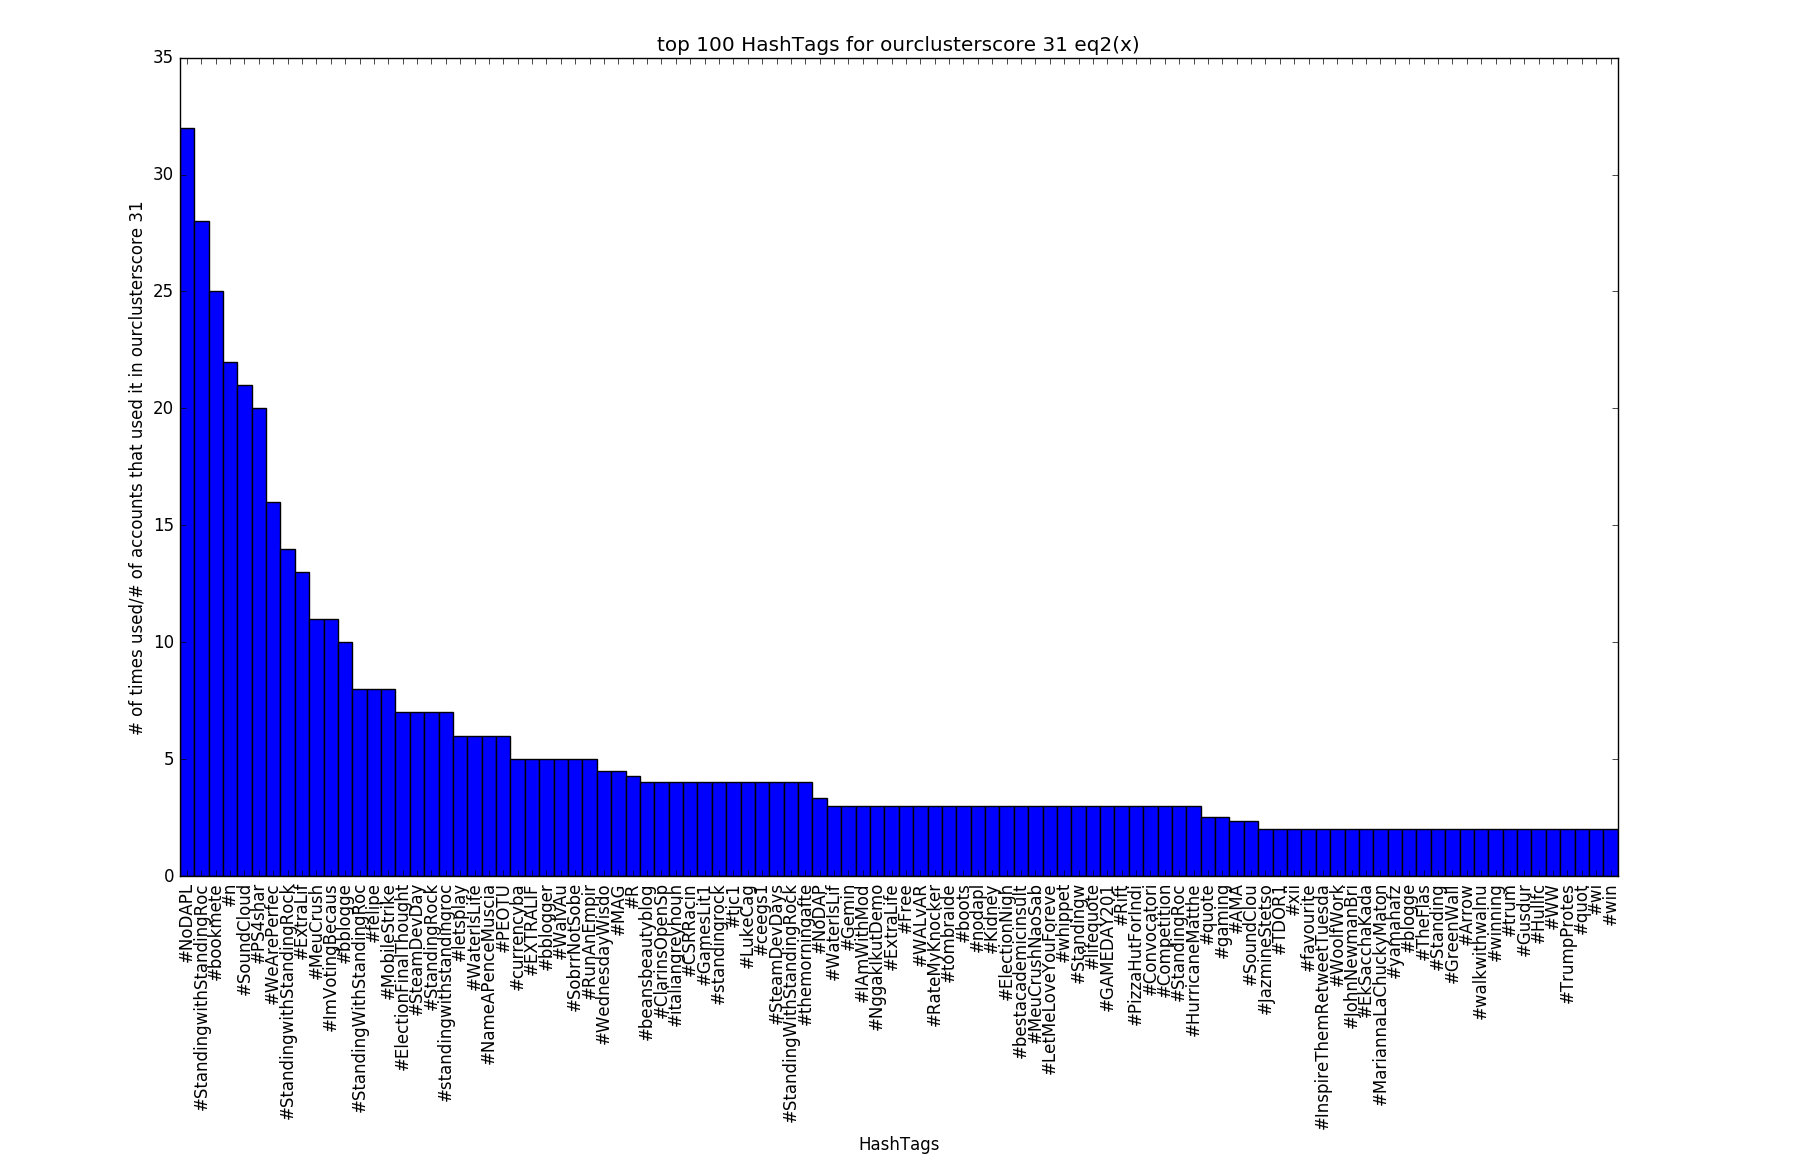 top 100 HashTags for ourclusterscore 31 eq2(x)
35
30
25
20
15
10
5
0
# of times used/# of accounts that used it in ourclusterscore 31
#NoDAPL
#StandingwithStandingRoc
#bookmete
#n
#SoundCloud
#PS4shar
#WeArePerfec
#StandingwithStandingRock
#ExtraLif
#MeuCrush
#ImVotingBecaus
#bblogge
#StandingWithStandingRoc
#felipe
#MobileStrike
#ElectionFinalThought
#SteamDevDay
#StandingRock
#standingwithstandingroc
#letsplay
#WaterIsLife
#NameAPenceMuscia
#PEOTU
#currencyba
#EXTRALIF
#bblogger
#WalVAu
#SobrrNotSobe
#RunAnEmpir
#WednesdayWisdo
#MAG
#R
#beansbeautyblog
#ClarinsOpenSp
#italiangreyhoun
#CSRRacin
#GamesLit1
#standingrock
#tjc1
#LukeCag
#ceegs1
#SteamDevDays
#StandingWithStandingRock
#themorningafte
#NoDAP
#WaterIsLif
#Gemin
#IAmWithMod
#NggakIkutDemo
#ExtraLife
#Free
#WALvAR
#RateMyKnocker
#tombraide
#boots
#nodapl
#Kidney
#ElectionNigh
#bestacademicinsult
#MeuCrushNaoSab
#LetMeLoveYouForeve
#whippet
#Standingw
#lifequote
#GAMEDAY2x1
#Rift
#PizzaHutFondi
#Convocatori
#Competition
#StandingRoc
#HurricaneMatthe
#quote
#gaming
#AMA
#SoundClou
#JazmineSetso
#TDOR1
#xii
#favourite
#InspireThemRetweetTuesda
#WoolfWork
#JohnNewmanBri
#EkSacchaKada
#MariannaLaChuckyMaton
#yamahafz
#blogge
#TheFlas
#Standing
#GreenWall
#Arrow
#walkwithwalnu
#winning
#trum
#Gusdur
#Hullfc
#WW
#TrumpProtes
#quot
#wi
#win
HashTags